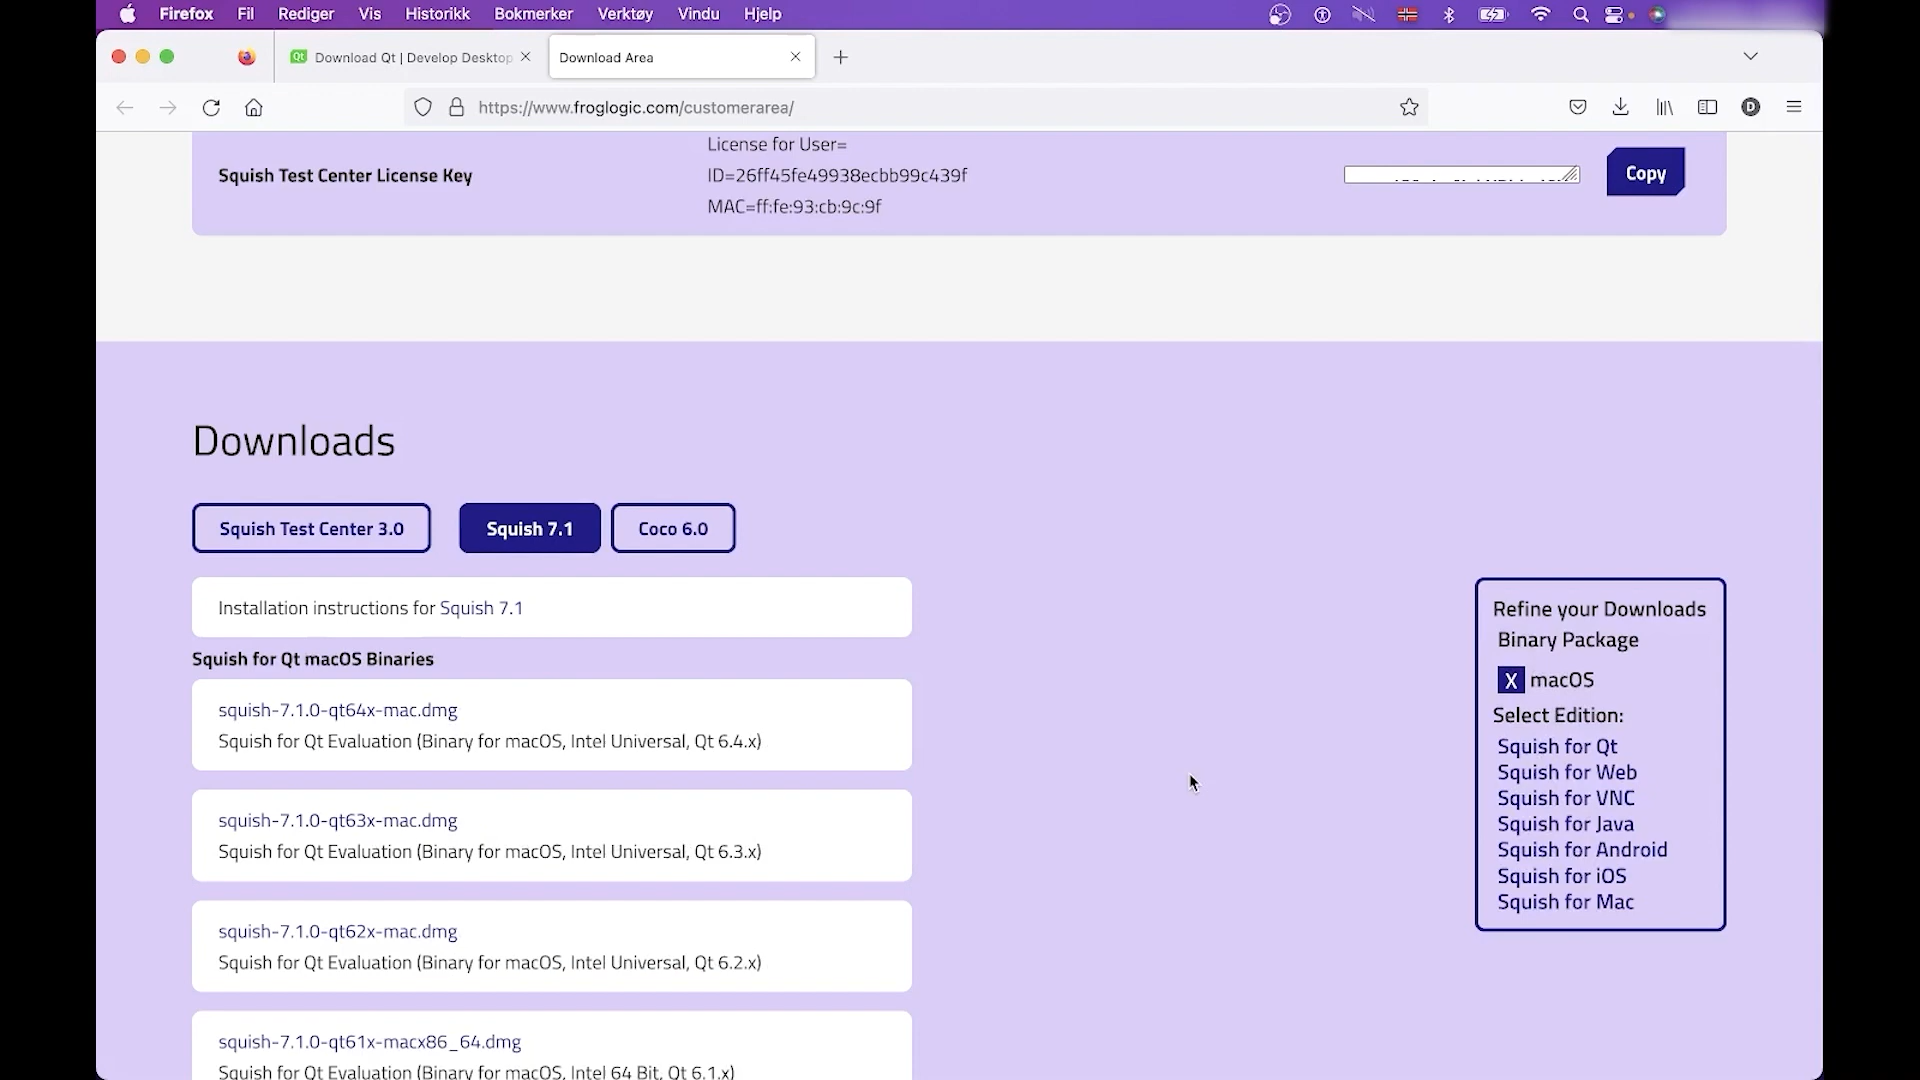 Firefox Fil Rediger Vis Historikk Bokmerker Verktøy Vindu Hjelp
Qt Download Qt | Develop Desktop Download Area
https://www.froglogic.com/customerarea/ D
License for User=
Squish Test Center License Key ID=26ff45fe49938ecbb99c439f Copy
MAC=ff:fe:93:cb:9c:9f
Downloads
Squish Test Center 3.0 Squish 7.1 Coco 6.0
Installation instructions for Squish 7.1
Squish for Qt macOS Binaries
squish-7.1.0-qt64x-mac.dmg
Squish for Qt Evaluation (Binary for macOS, Intel Universal, Qt 6.4.x)
squish-7.1.0-qt63x-mac.dmg
Squish for Qt Evaluation (Binary for macOS, Intel Universal, Qt 6.3.x)
squish-7.1.0-qt62x-mac.dmg
Squish for Qt Evaluation (Binary for macOS, Intel Universal, Qt 6.2.x)
squish-7.1.0-qt61x-macx86_64.dmg
Squish for Qt Evaluation (Binary for macOS, Intel 64 Bit, Qt 6.1.x)
Refine your Downloads
Binary Package
X macOS
Select Edition:
Squish for Qt
Squish for Web
Squish for VNC
Squish for Java
Squish for Android
Squish for iOS
Squish for Mac